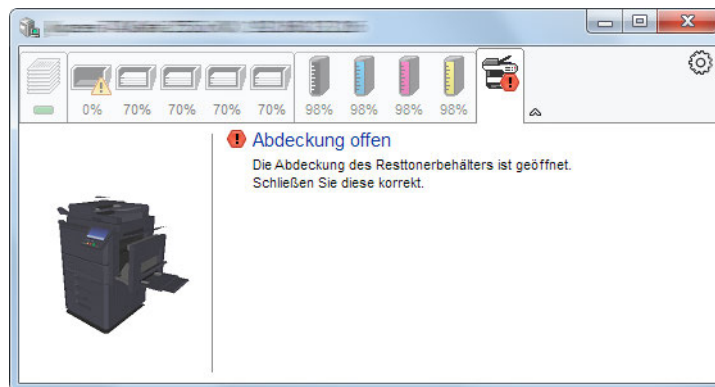 0% 70% 70% 70% 70% 98% 98% 98% 98%
Abdeckung offen
Die Abdeckung des Resttonerbehälters ist geöffnet.
Schließen Sie diese korrekt.